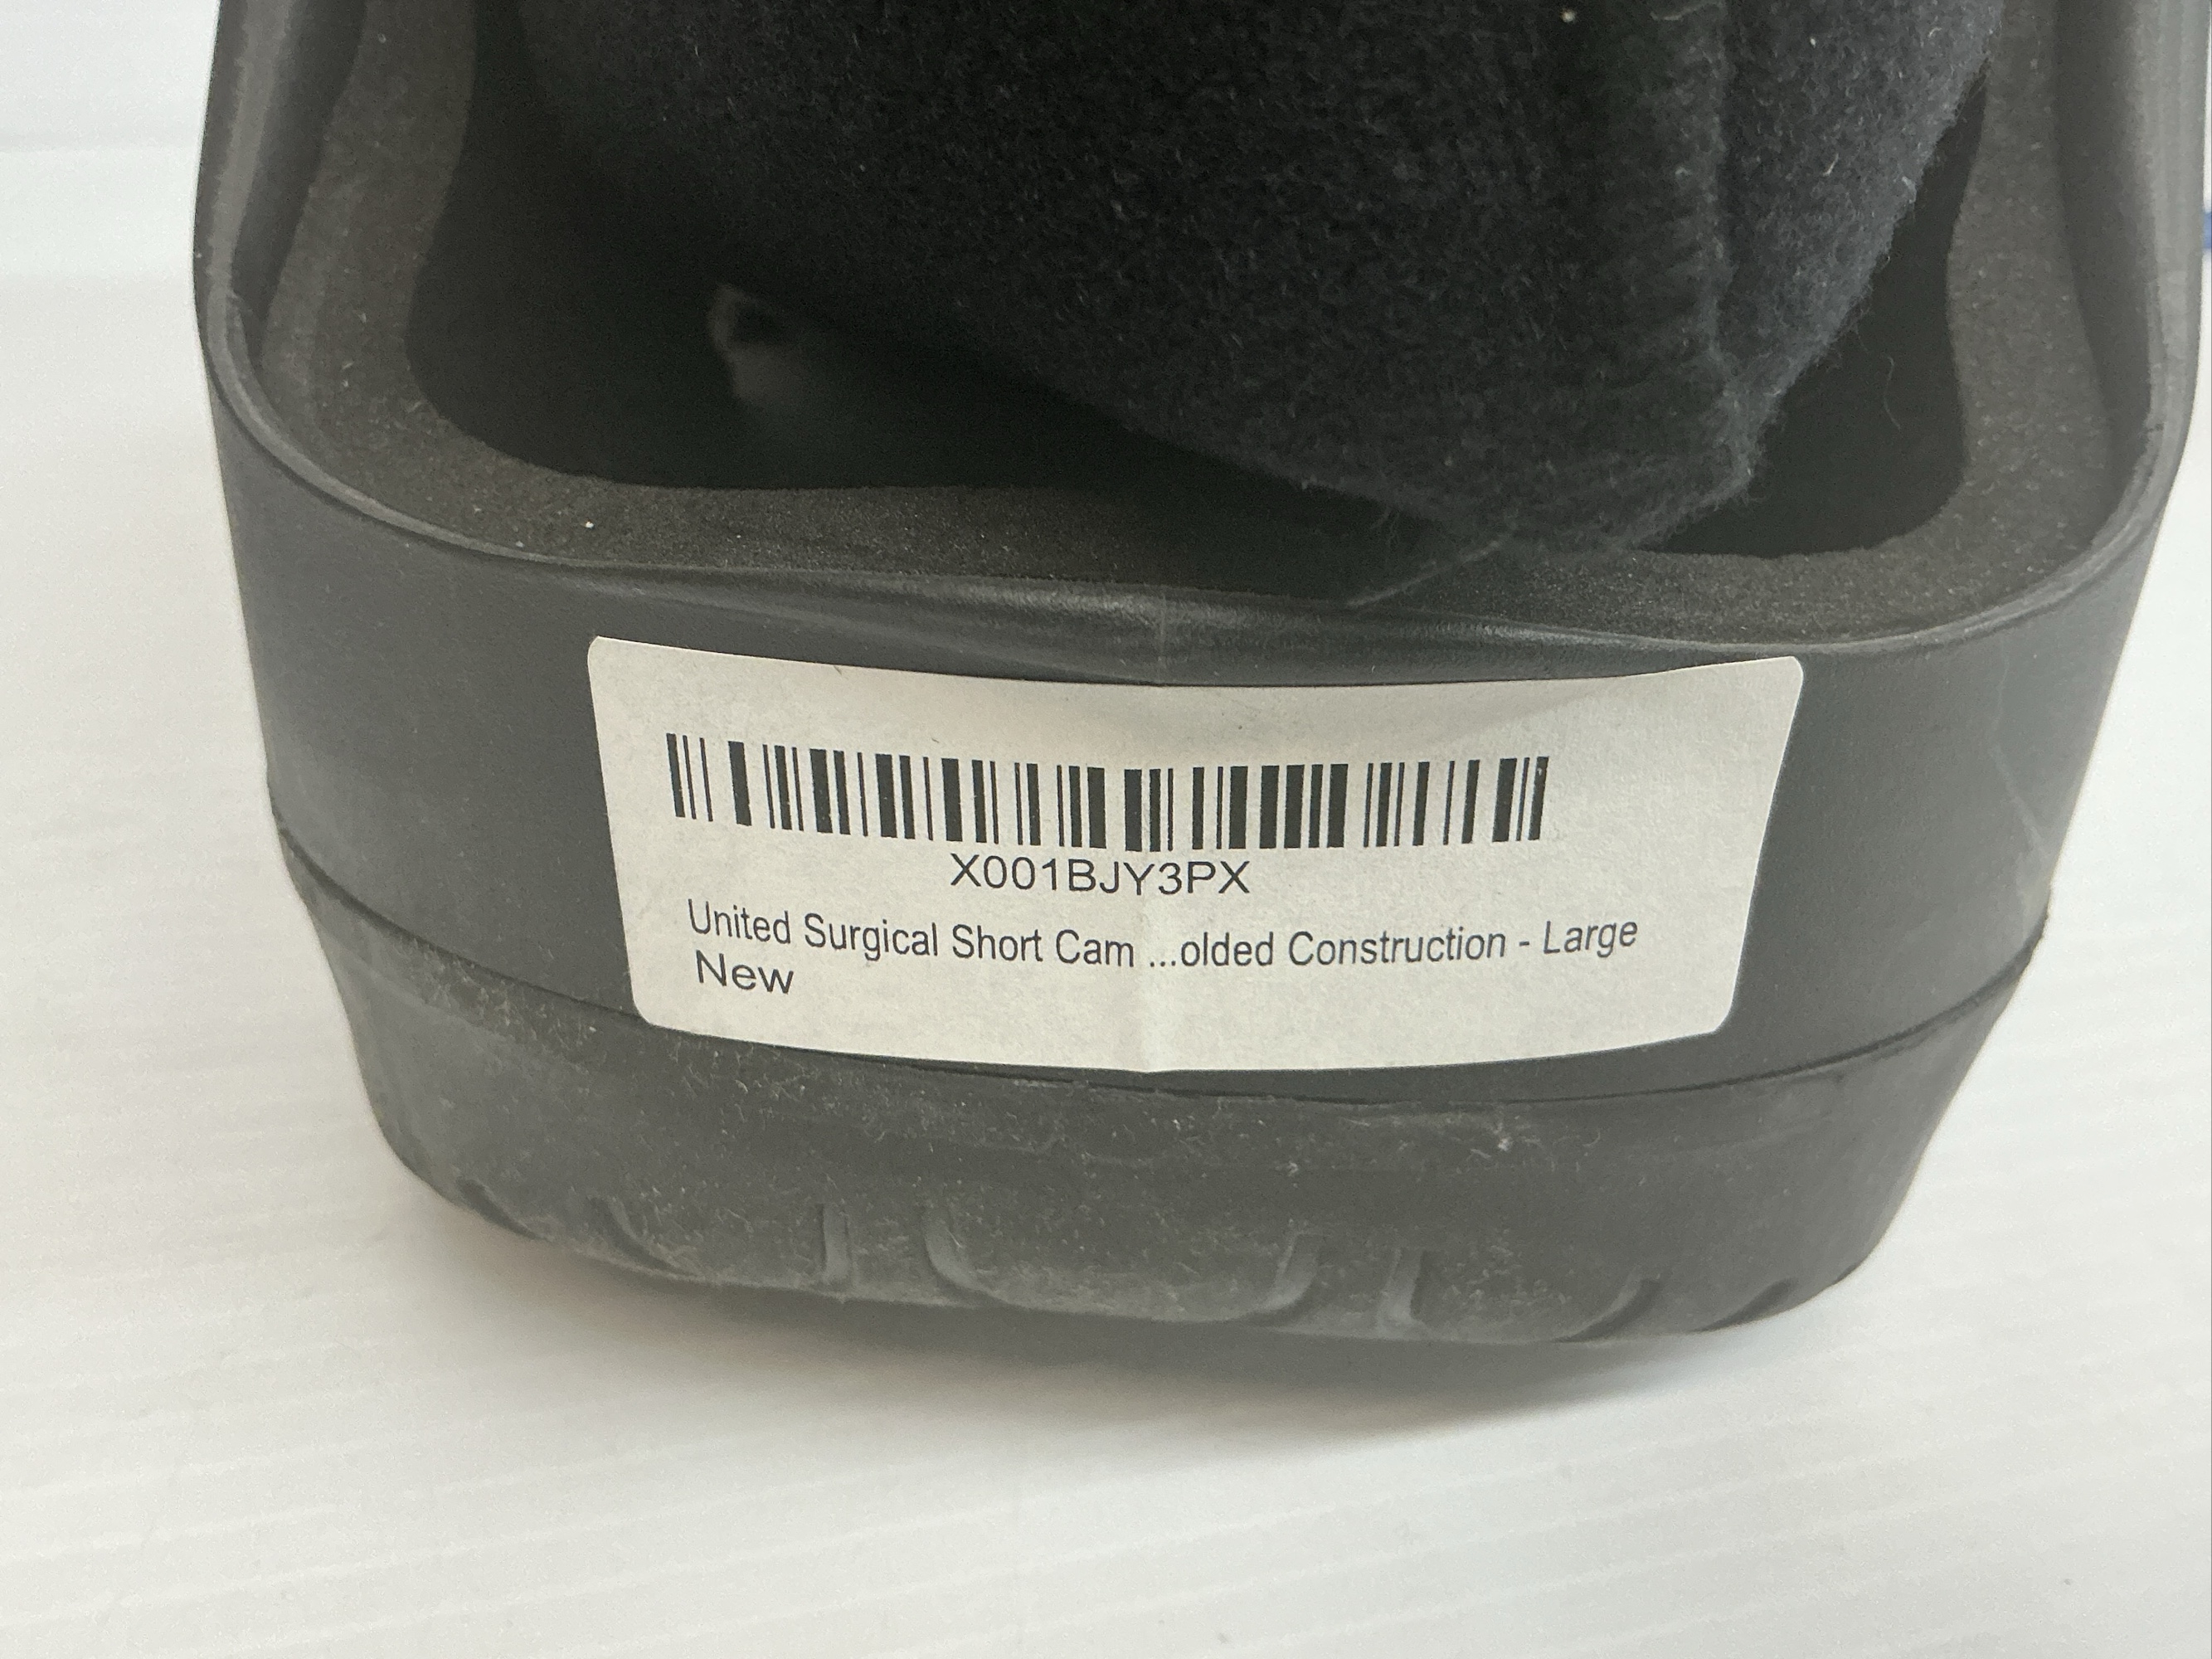 X001BJY3PX
United Surgical Short Cam ...olded Construction - Large
New